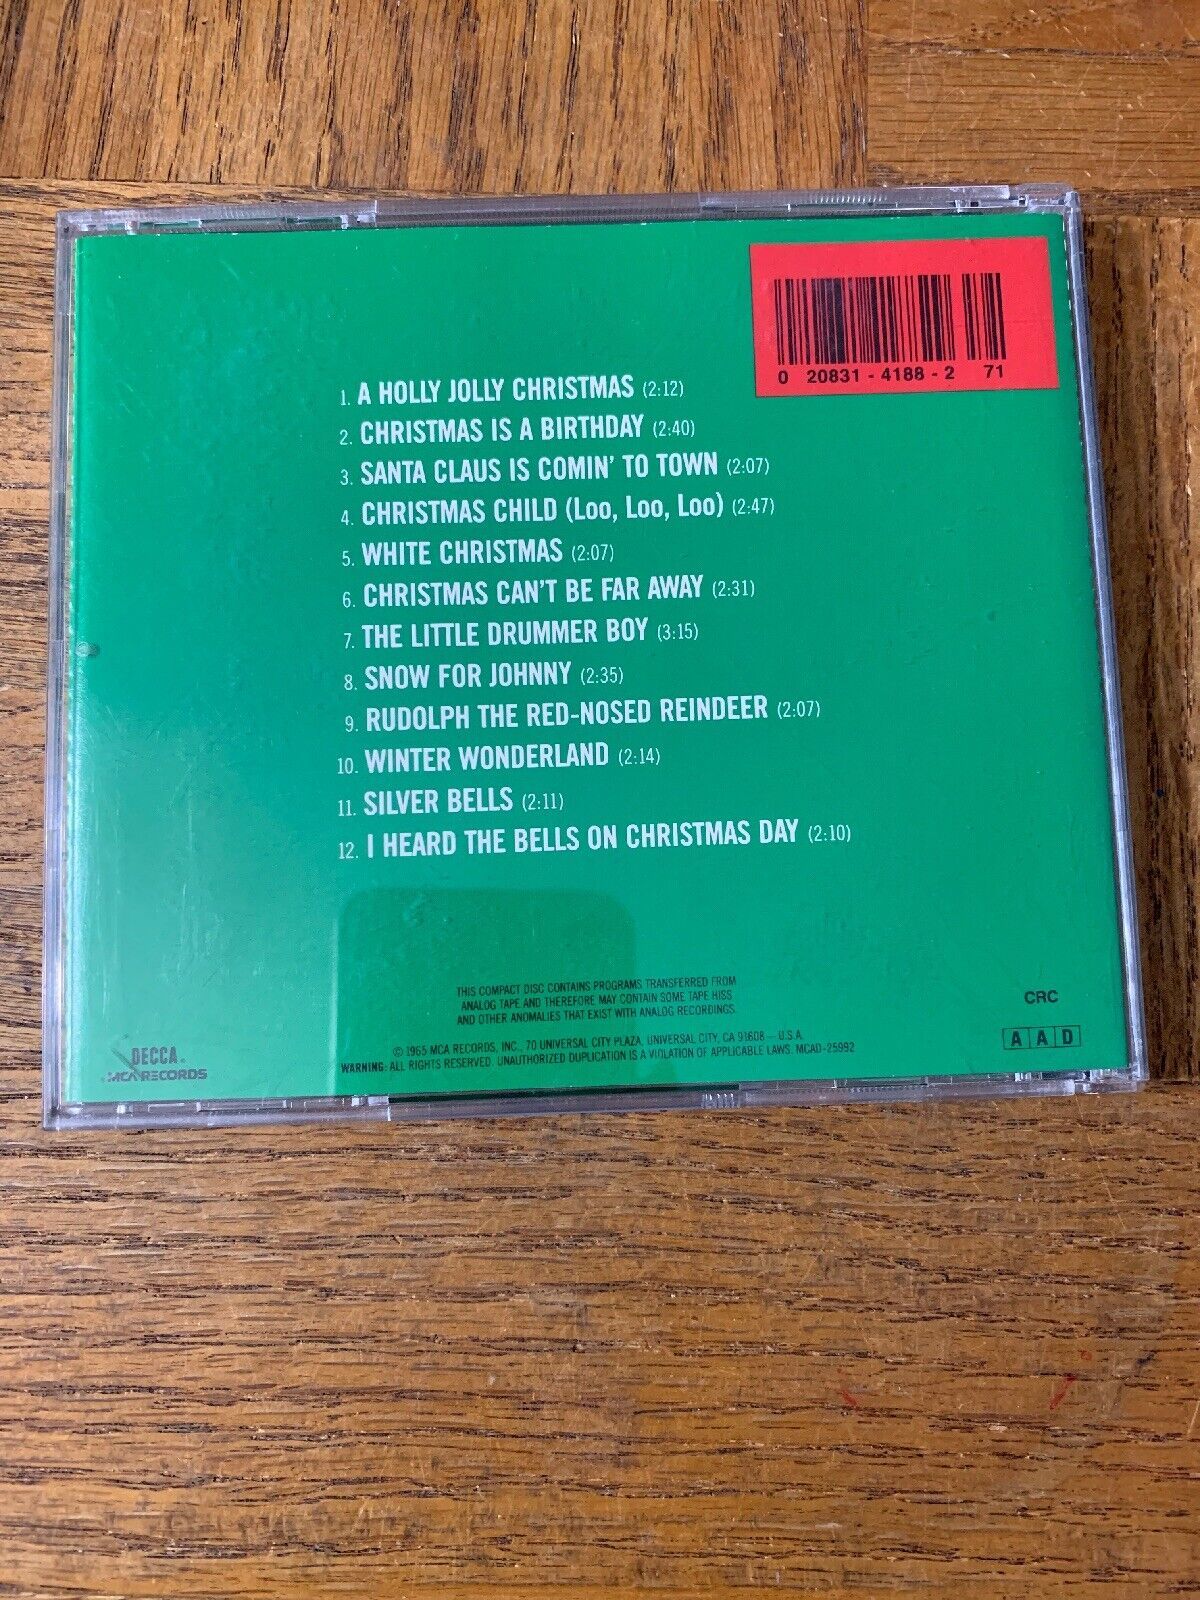 0 20831 - 4188 - 2 71
1. A HOLLY JOLLY CHRISTMAS (2:12)
2. CHRISTMAS IS A BIRTHDAY (2:40)
3. SANTA CLAUS IS COMIN' TO TOWN (2:07)
4. CHRISTMAS CHILD (Loo, Loo, Loo) (2:47)
5. WHITE CHRISTMAS (2:07)
6. CHRISTMAS CAN'T BE FAR AWAY (2:31)
7. THE LITTLE DRUMMER BOY (3:15)
8. SNOW FOR JOHNNY (2:35)
9. RUDOLPH THE RED-NOSED REINDEER (2:07)
10. WINTER WONDERLAND (2:14)
11. SILVER BELLS (2:11)
12. I HEARD THE BELLS ON CHRISTMAS DAY (2:10)
THIS COMPACT DISC CONTAINS PROGRAMS TRANSFERRED FROM
ANALOG TAPE AND THEREFORE MAY CONTAIN SOME TAPE HISS
AND OTHER ANOMALIES THAT EXIST WITH ANALOG RECORDINGS.
© 1965 MCA RECORDS, INC., 70 UNIVERSAL CITY PLAZA, UNIVERSAL CITY, CA 91608 — U.S.A.
WARNING: ALL RIGHTS RESERVED. UNAUTHORIZED DUPLICATION IS A VIOLATION OF APPLICABLE LAWS. MCAD-25992
DECCA®
MCA RECORDS
CRC
AAD